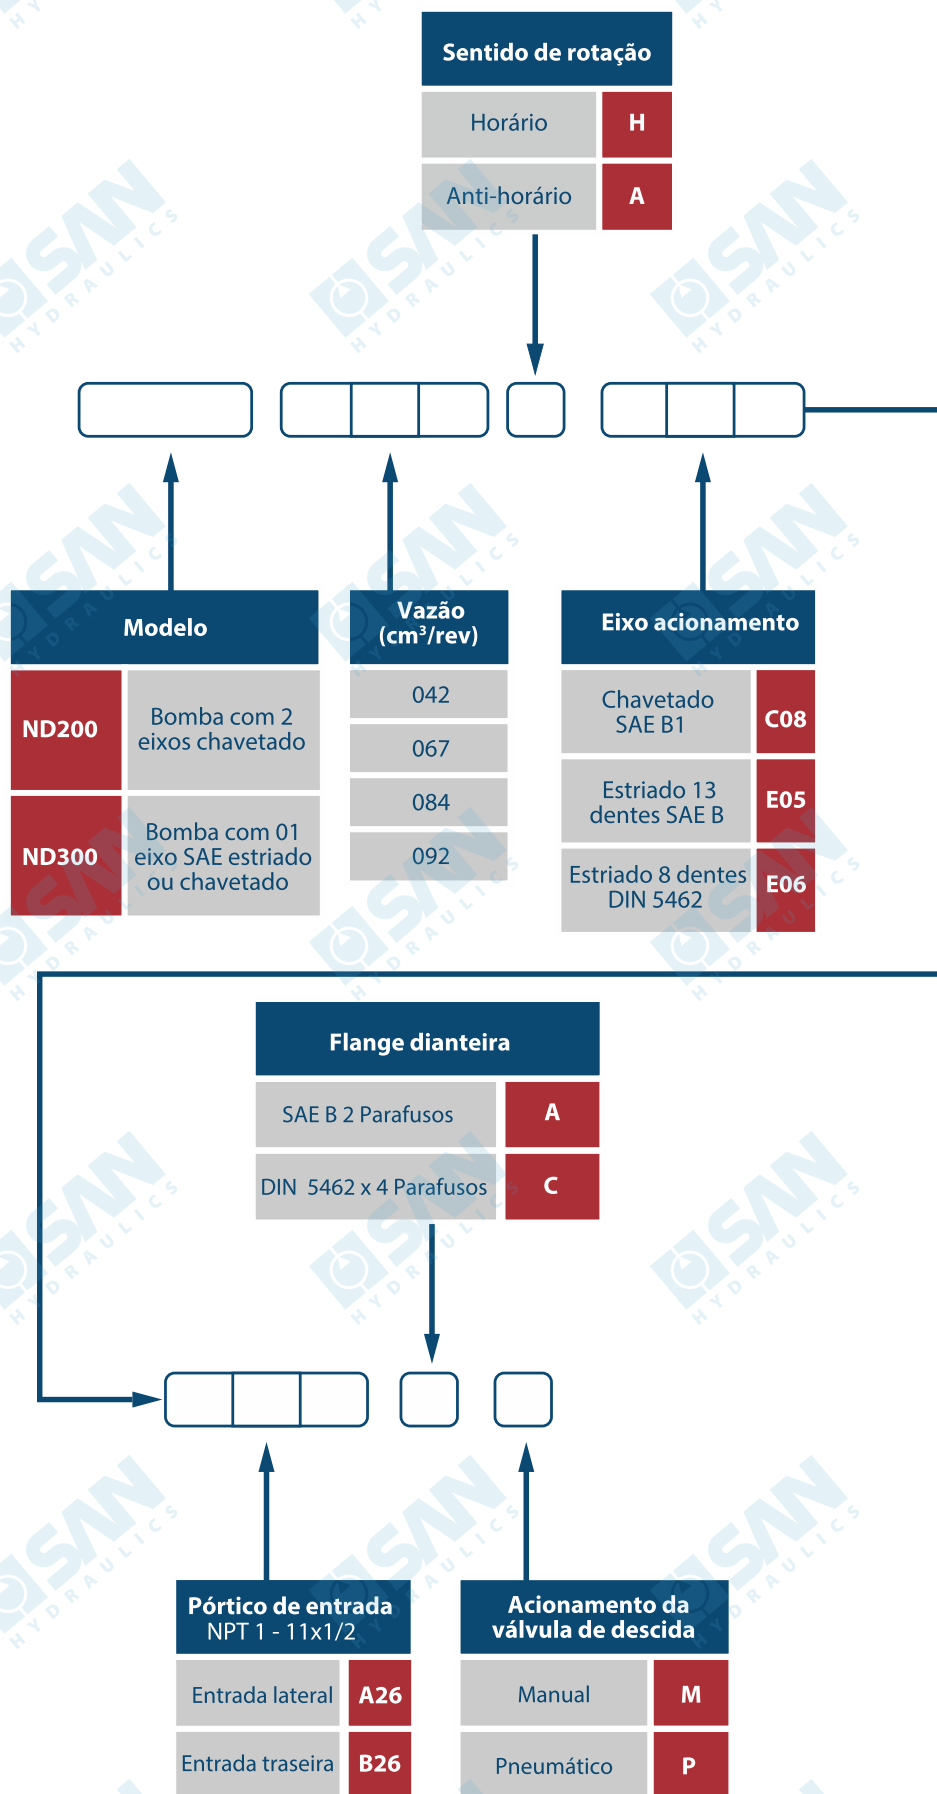 Sentido de rotação
Horário H
Anti-horário A
Modelo
ND200 Bomba com 2
eixos chavetado
ND300 Bomba com 01
eixo SAE estriado
ou chavetado
Vazão
(cm³/rev)
042
067
084
092
Eixo acionamento
Chavetado
SAE B1 C08
Estriado 13
dentes SAE B E05
Estriado 8 dentes
DIN 5462 E06
Flange dianteira
SAE B 2 Parafusos A
DIN 5462 x 4 Parafusos C
Pórtico de entrada
NPT 1 - 11x1/2
Entrada lateral A26
Entrada traseira B26
Acionamento da
válvula de descida
Manual M
Pneumático P
SAN
HYDRAULICS